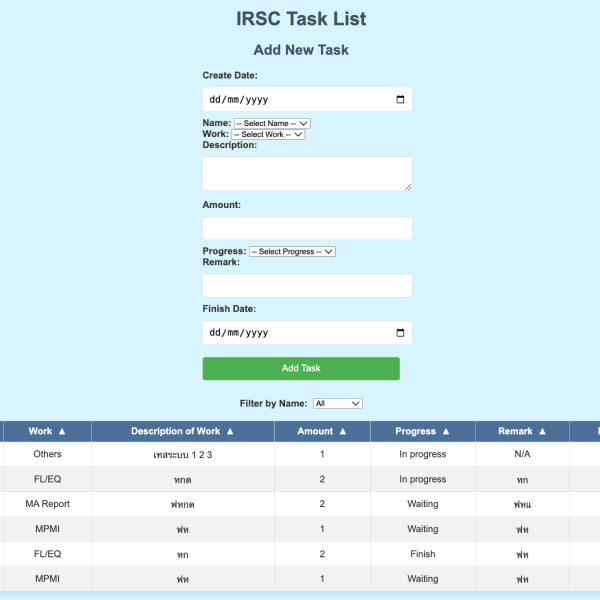 IRSC Task List
Add New Task
Create Date:
dd/mm/yyyy
Name: -- Select Name --
Work: -- Select Work --
Description:
Amount:
Progress: -- Select Progress --
Remark:
Finish Date:
dd/mm/yyyy
Add Task
Filter by Name: All
Work ▲ Description of Work ▲ Amount ▲ Progress ▲ Remark ▲
Others เทสระบบ 1 2 3 1 In progress N/A
FL/EQ หกด 2 In progress หก
MA Report ฟหกด 2 Waiting ฟหแ
MPMI ฟห 1 Waiting ฟห
FL/EQ หก 2 Finish ฟห
MPMI ฟห 1 Waiting ฟห